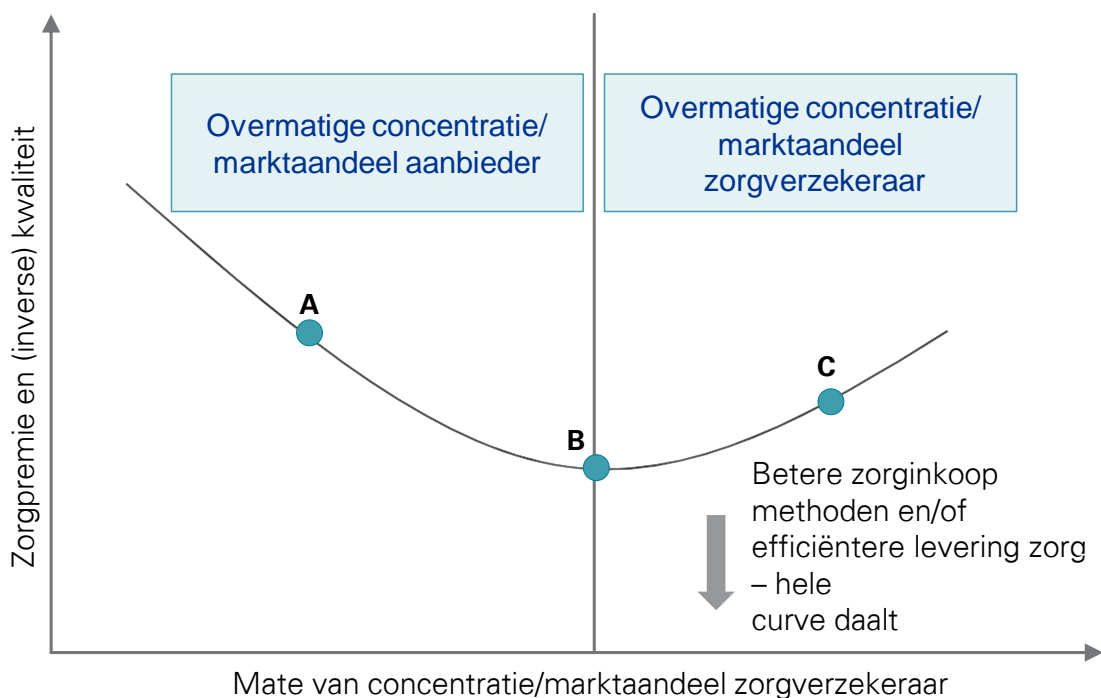 Zorgpremie en (inverse) kwaliteit
Overmatige concentratie/
marktaandeel aanbieder
Overmatige concentratie/
marktaandeel
zorgverzekeraar
A
B
C
Betere zorginkoop
methoden en/of
efficiëntere levering zorg
– hele
curve daalt
Mate van concentratie/marktaandeel zorgverzekeraar